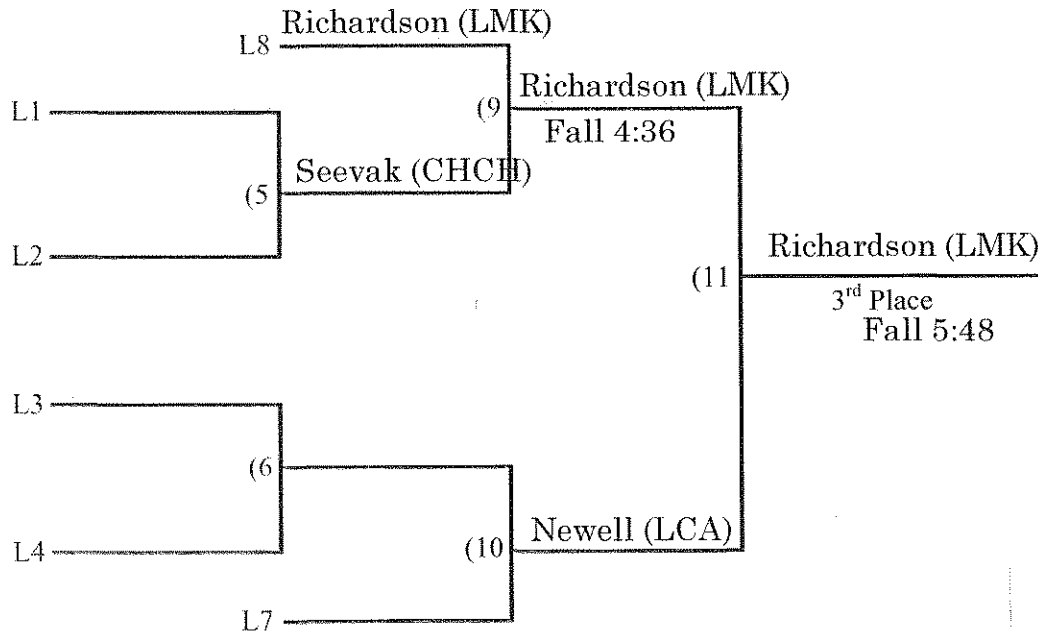 Richardson (LMK)
L8
Richardson (LMK)
(9
L1
Fall 4:36
Seevak (CHCH)
(5
L2
Richardson (LMK)
(11
3rd Place
Fall 5:48
L3
(6
Newell (LCA)
(10
L4
L7